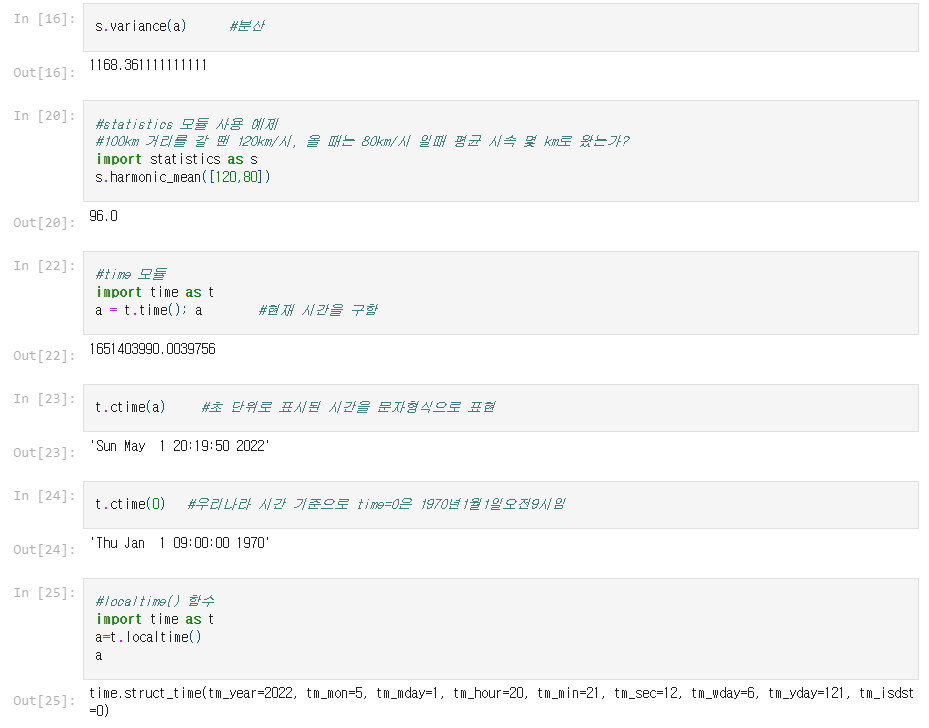 In [16]: s.variance(a)      #분산
Out[16]: 1168.361111111111
In [20]: #statistics 모듈 사용 예제
#100km 거리를 갈 땐 120km/시, 올 때는 80km/시 일때 평균 시속 몇 km로 왔는가?
import statistics as s
s.harmonic_mean([120,80])
Out[20]: 96.0
In [22]: #time 모듈
import time as t
a = t.time(); a        #현재 시간을 구함
Out[22]: 1651403990.0039756
In [23]: t.ctime(a)     #초 단위로 표시된 시간을 문자형식으로 표현
Out[23]: 'Sun May  1 20:19:50 2022'
In [24]: t.ctime(0)   #우리나라 시간 기준으로 time=0은 1970년1월1일오전9시임
Out[24]: 'Thu Jan  1 09:00:00 1970'
In [25]: #localtime() 함수
import time as t
a=t.localtime()
a
Out[25]: time.struct_time(tm_year=2022, tm_mon=5, tm_mday=1, tm_hour=20, tm_min=21, tm_sec=12, tm_wday=6, tm_yday=121, tm_isdst
=0)